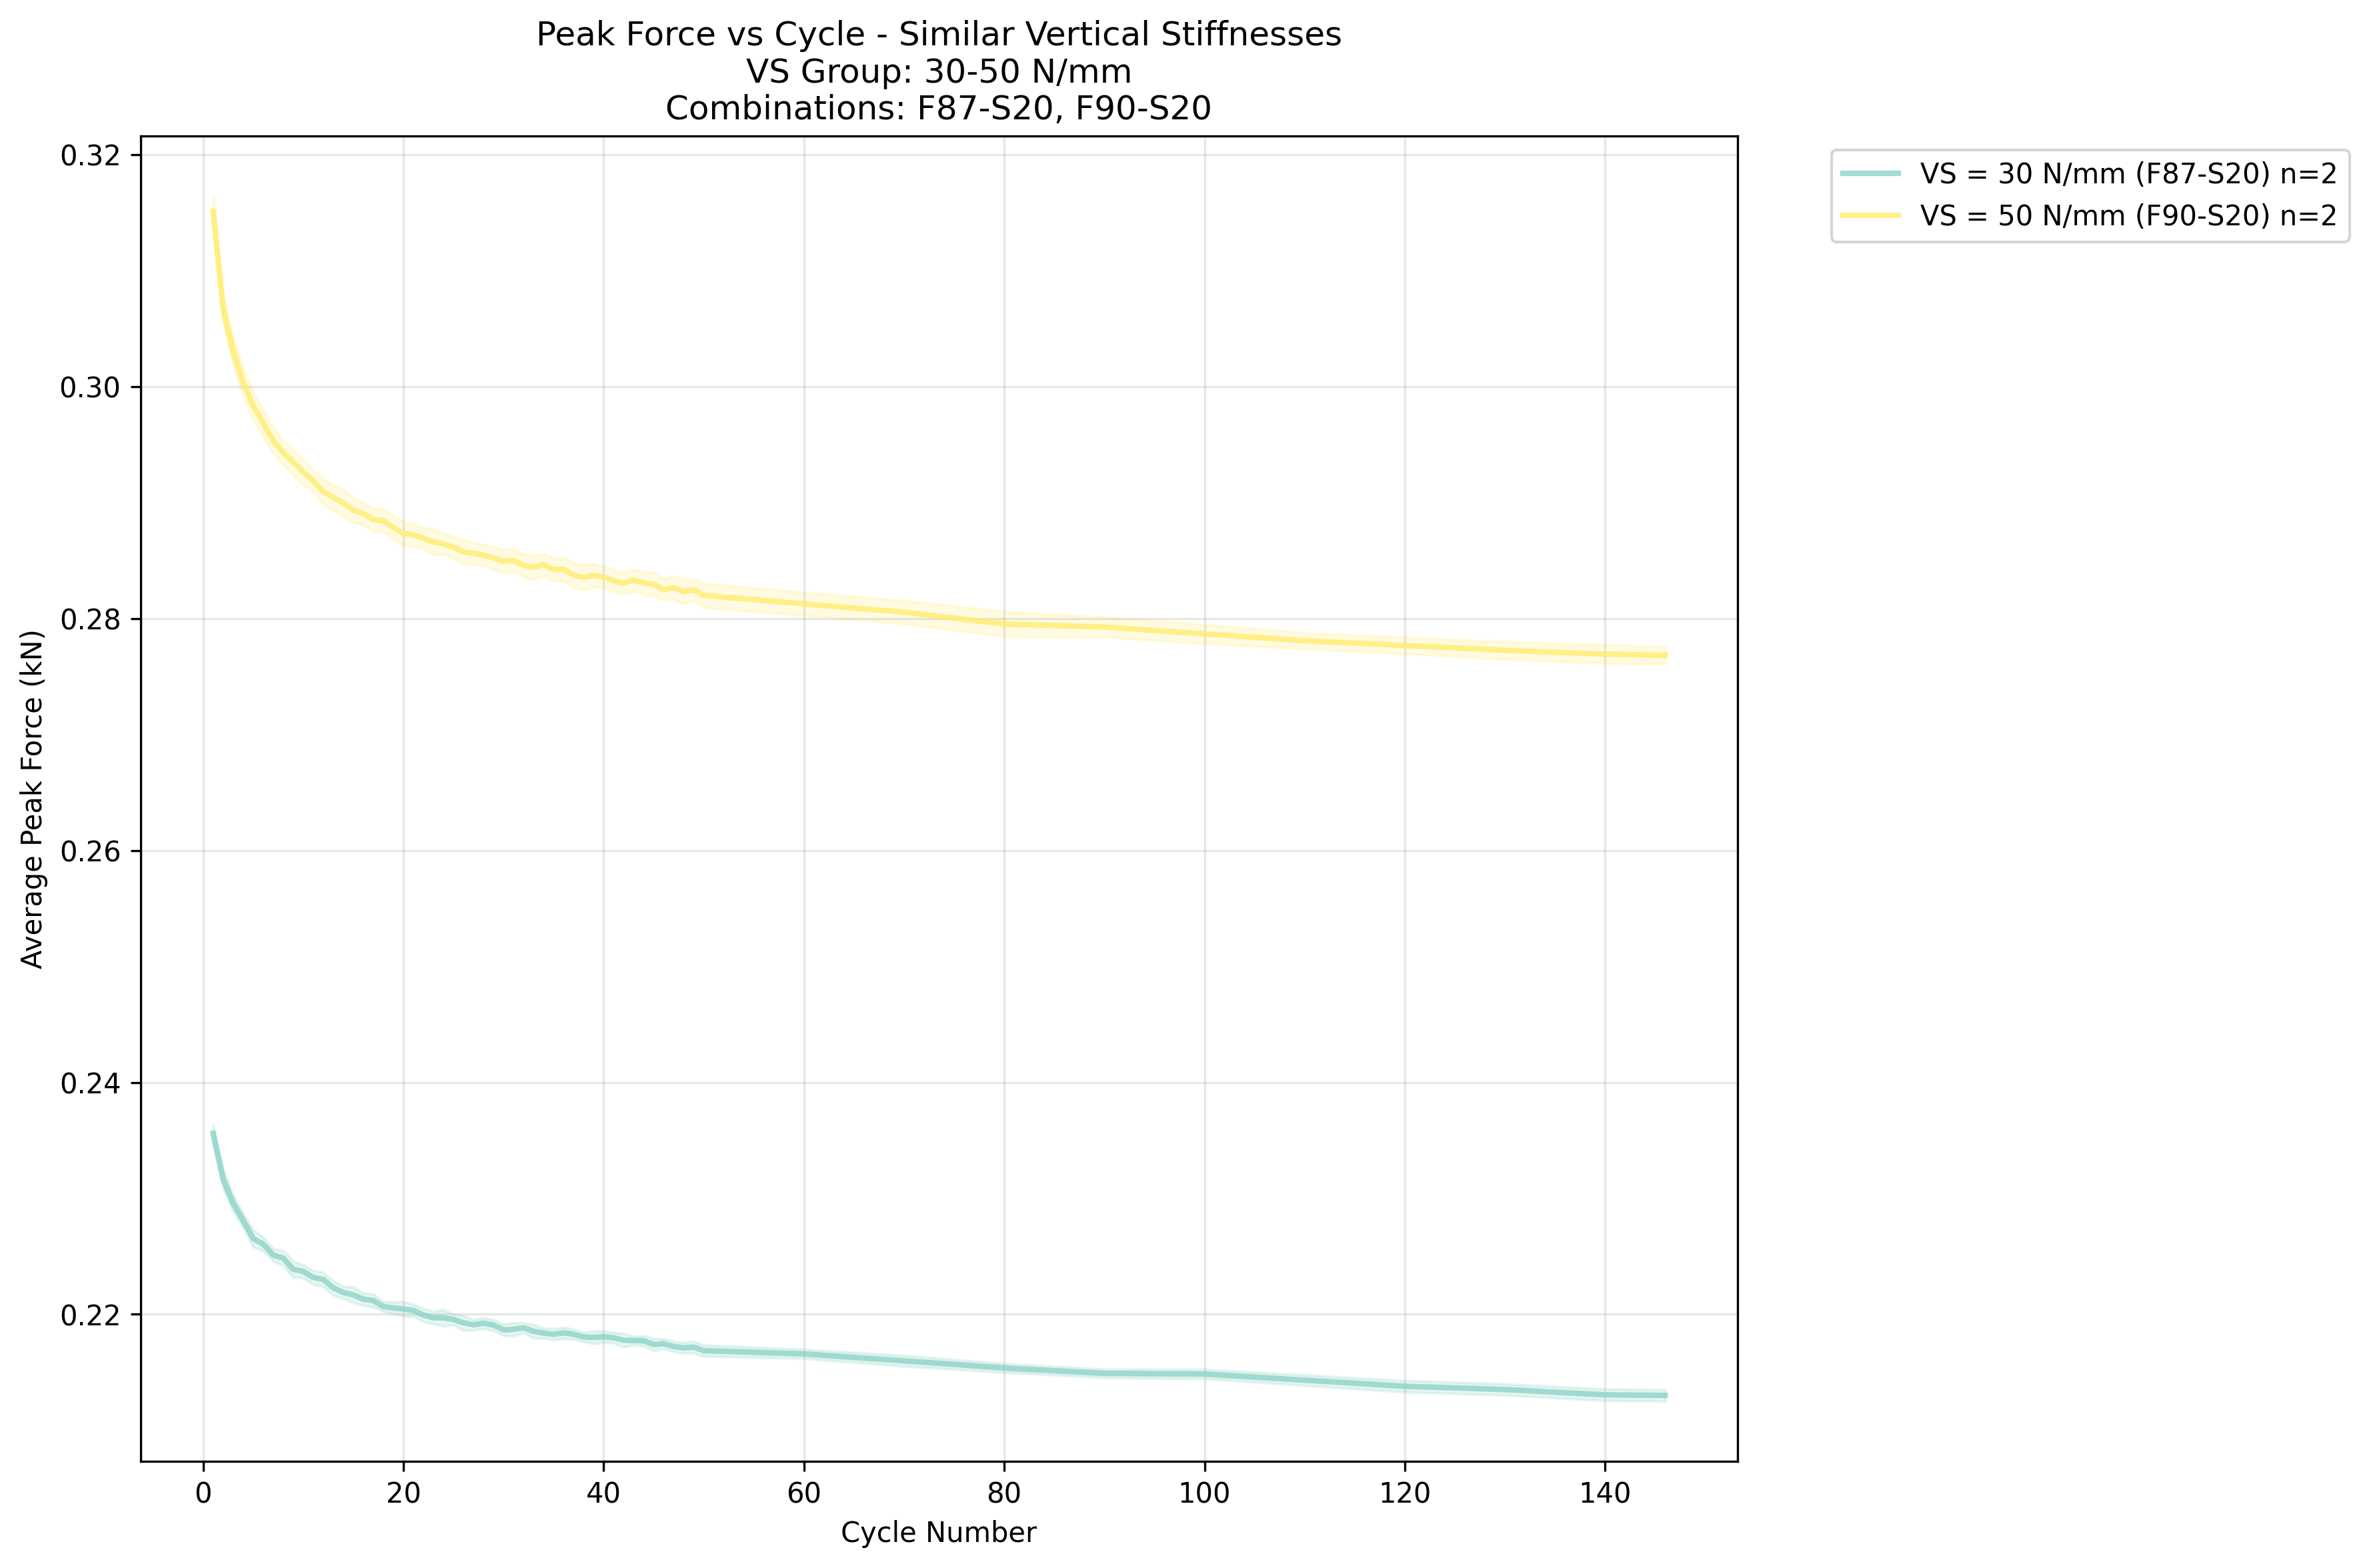 Peak Force vs Cycle - Similar Vertical Stiffnesses
VS Group: 30-50 N/mm
Combinations: F87-S20, F90-S20
VS = 30 N/mm (F87-S20) n=2
VS = 50 N/mm (F90-S20) n=2
Average Peak Force (kN)
0.32
0.30
0.28
0.26
0.24
0.22
0 20 40 60 80 100 120 140
Cycle Number